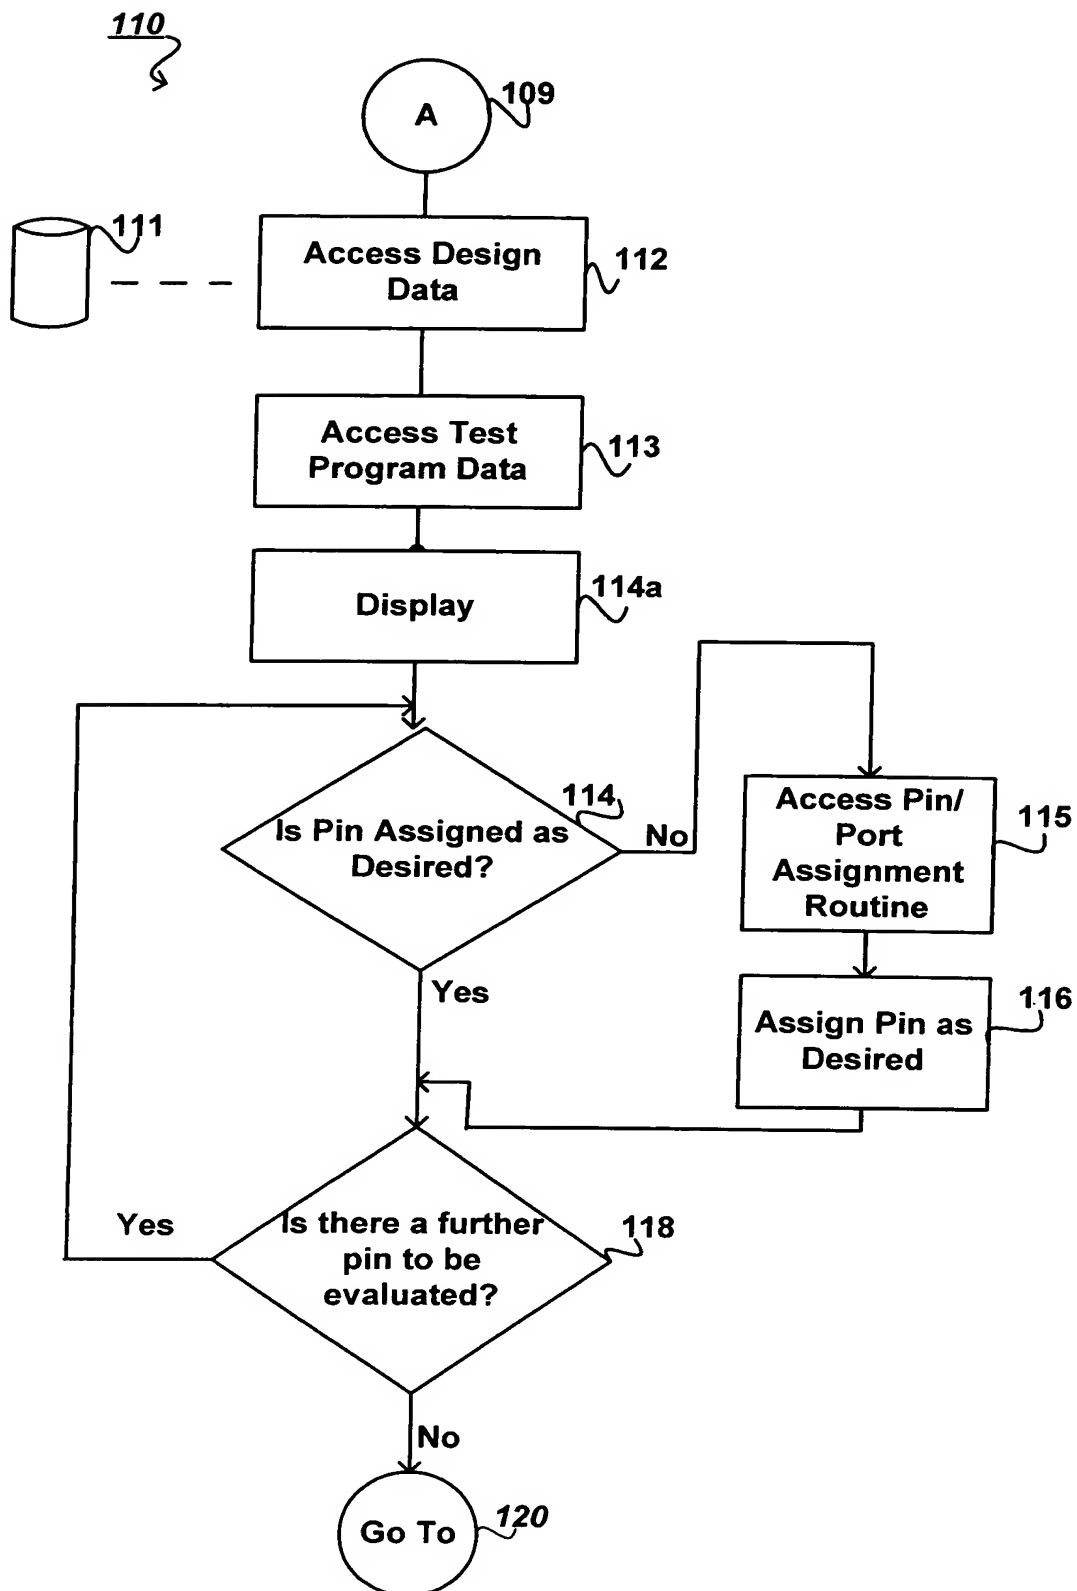 110
A
109
111
Access Design
Data
112
Access Test
Program Data
113
Display
114a
114
Is Pin Assigned as
Desired?
No
Access Pin/
Port
Assignment
Routine
115
Yes
Assign Pin as
Desired
116
Yes
Is there a further
pin to be
evaluated?
118
No
Go To
120